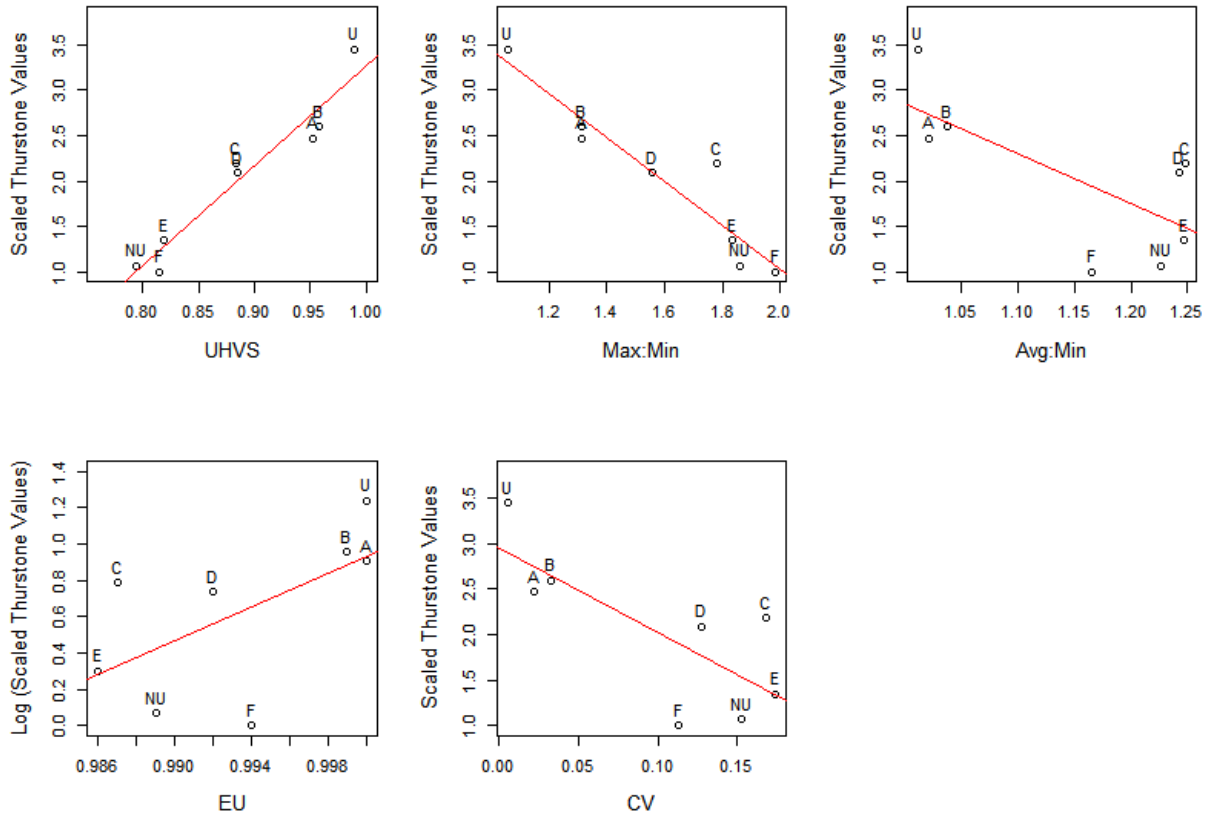 Scaled Thurstone Values
3.5
3.0
2.5
2.0
1.5
1.0
U
B
A
C
D
E
NU
F
0.80 0.85 0.90 0.95 1.00
UHVS
Scaled Thurstone Values
3.5
3.0
2.5
2.0
1.5
1.0
U
B
A
C
D
E
NU
F
1.2 1.4 1.6 1.8 2.0
Max:Min
Scaled Thurstone Values
3.5
3.0
2.5
2.0
1.5
1.0
U
B
A
C
D
E
NU
F
1.05 1.10 1.15 1.20 1.25
Avg:Min
Log (Scaled Thurstone Values)
1.4
1.2
1.0
0.8
0.6
0.4
0.2
0.0
U
B
A
C
D
E
NU
F
0.986 0.990 0.994 0.998
EU
Scaled Thurstone Values
3.5
3.0
2.5
2.0
1.5
1.0
U
B
A
C
D
E
NU
F
0.00 0.05 0.10 0.15
CV